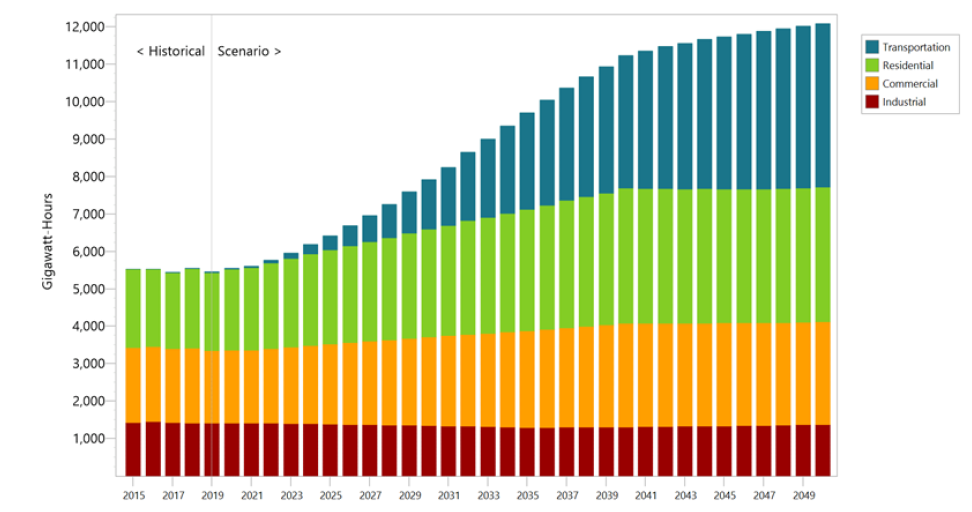 12,000
11,000
10,000
9,000
8,000
7,000
6,000
5,000
4,000
3,000
2,000
1,000
Gigawatt-Hours
< Historical Scenario >
2015 2017 2019 2021 2023 2025 2027 2029 2031 2033 2035 2037 2039 2041 2043 2045 2047 2049
Transportation
Residential
Commercial
Industrial